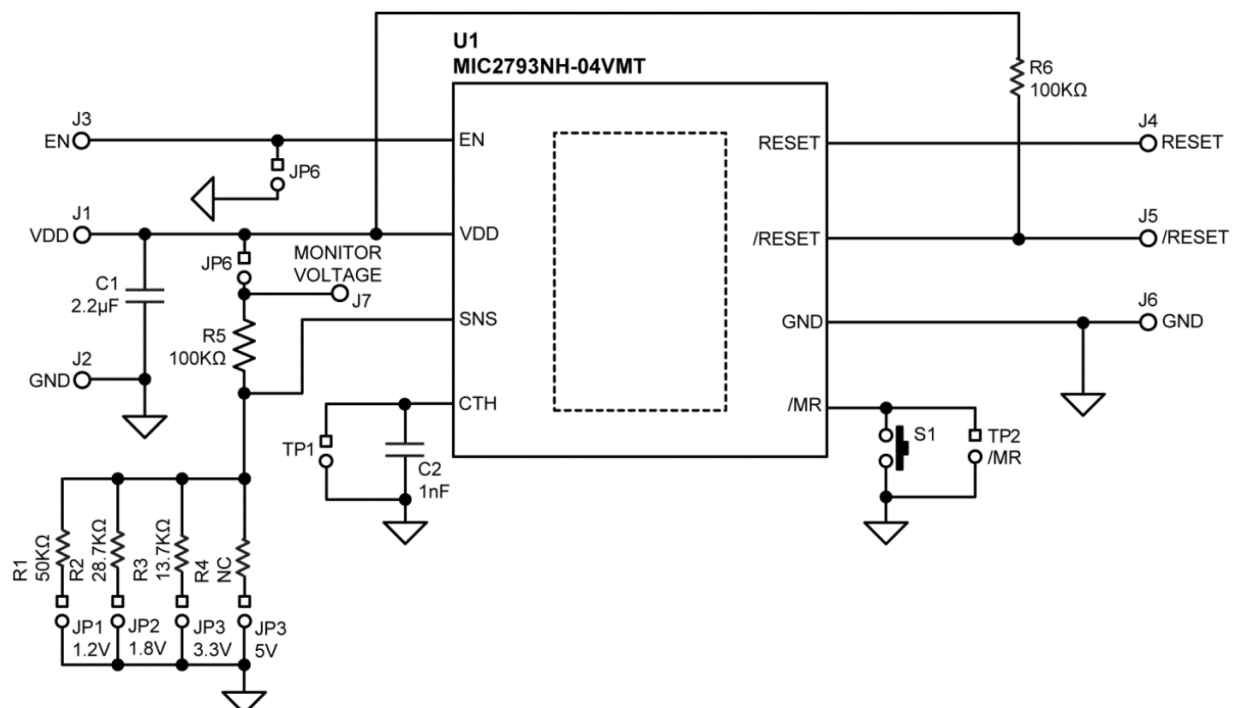 U1
MIC2793NH-04VMT
R6
100KΩ
J3
EN
EN
RESET
J4
RESET
JP6
J1
VDD
VDD
/RESET
J5
/RESET
JP6
MONITOR
VOLTAGE
J7
C1
2.2µF
SNS
GND
J6
GND
R5
100KΩ
J2
GND
CTH
/MR
TP1
C2
1nF
S1
TP2
/MR
R1
50KΩ
R2
28.7KΩ
R3
13.7KΩ
R4
NC
JP1
1.2V
JP2
1.8V
JP3
3.3V
JP3
5V